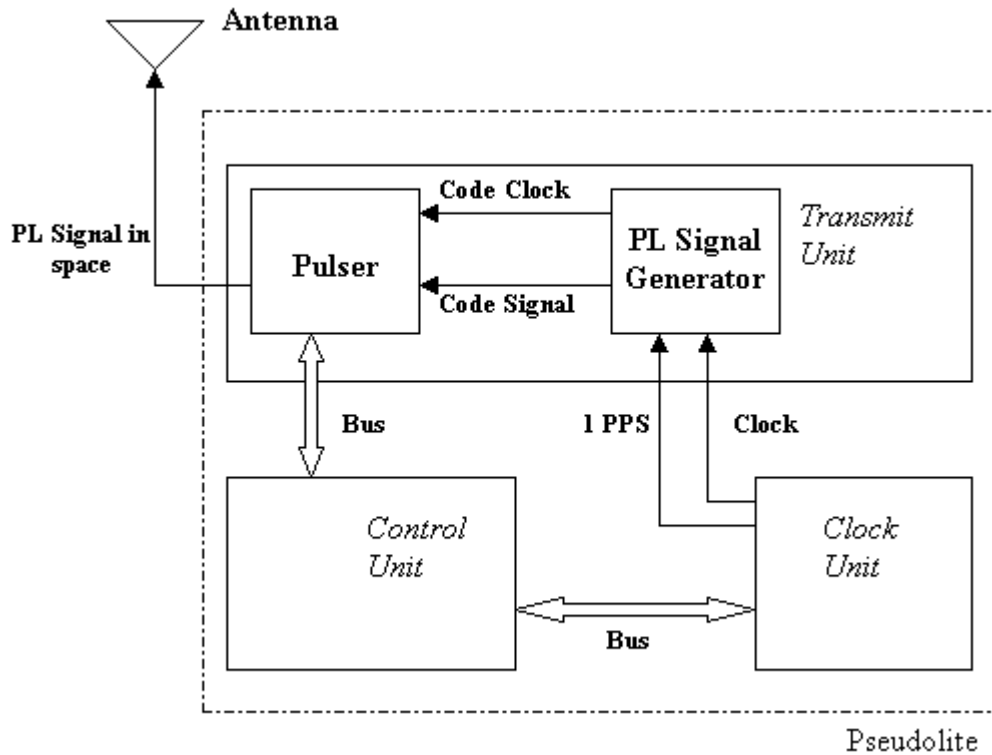 Antenna
Code Clock
Transmit
Unit
PL Signal in
space
Pulser
PL Signal
Generator
Code Signal
Bus
1 PPS
Clock
Control
Unit
Clock
Unit
Bus
Pseudolite